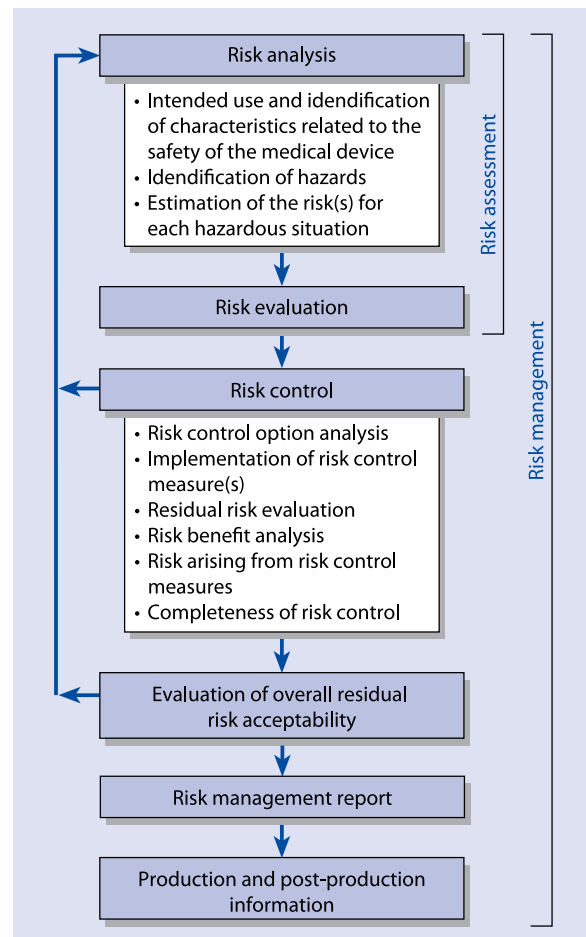 Risk analysis
• Intended use and idendification
of characteristics related to the
safety of the medical device
• Idendification of hazards
• Estimation of the risk(s) for
each hazardous situation
Risk evaluation
Risk assessment
Risk control
• Risk control option analysis
• Implementation of risk control
measure(s)
• Residual risk evaluation
• Risk benefit analysis
• Risk arising from risk control
measures
• Completeness of risk control
Risk management
Evaluation of overall residual
risk acceptability
Risk management report
Production and post-production
information